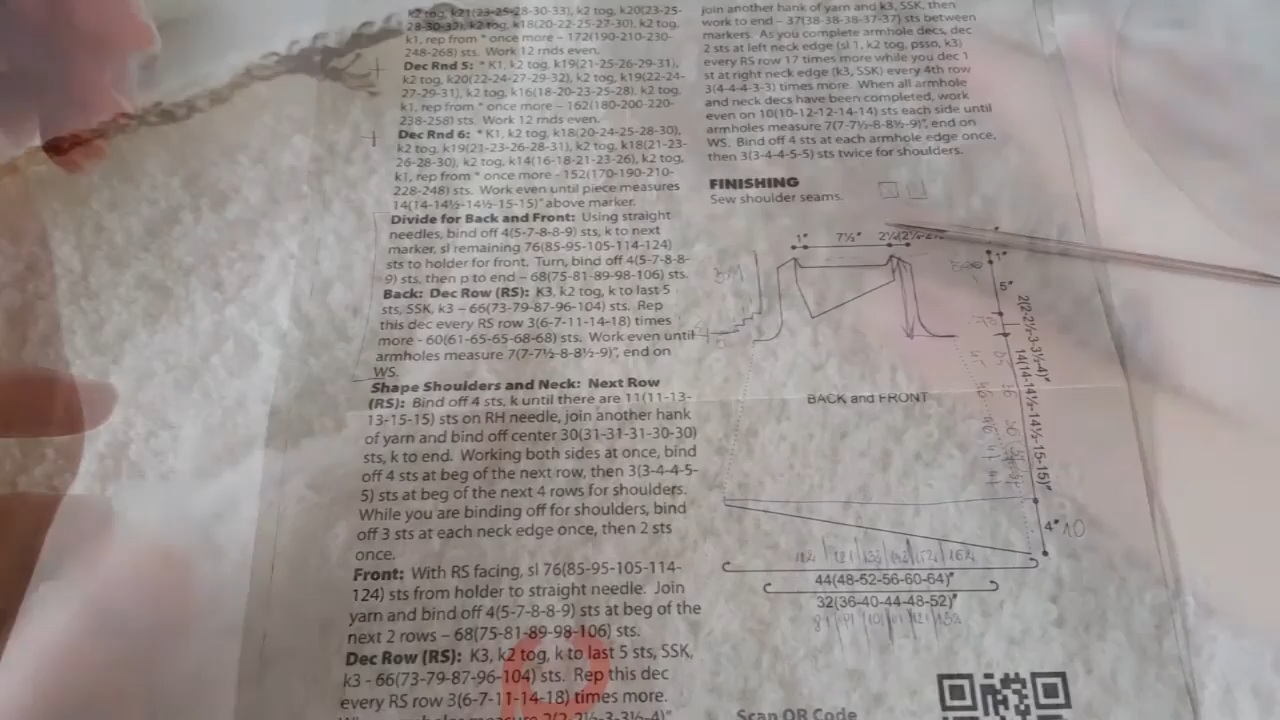 k2 tog, k21(23-25-28-30-33), k2 tog, k20(23-25-
28-30-32), k2 tog, k18(20-22-25-27-30), k2 tog,
k1, rep from * once more – 172(190-210-230-
248-268) sts. Work 12 rnds even.
Dec Rnd 5: * K1, k2 tog, k19(21-25-26-29-31),
k2 tog, k20(22-24-27-29-32), k2 tog, k19(22-24-
27-29-31), k2 tog, k16(18-20-23-25-28), k2 tog,
k1, rep from * once more – 162(180-200-220-
238-258) sts. Work 12 rnds even.
Dec Rnd 6: * K1, k2 tog, k18(20-24-25-28-30),
k2 tog, k19(21-23-26-28-31), k2 tog, k18(21-23-
26-28-30), k2 tog, k14(16-18-21-23-26), k2 tog,
k1, rep from * once more - 152(170-190-210-
228-248) sts. Work even until piece measures
14(14-14½-14½-15-15)" above marker.
Divide for Back and Front: Using straight
needles, bind off 4(5-7-8-8-9) sts, k to next
marker, sl remaining 76(85-95-105-114-124)
sts to holder for front. Turn, bind off 4(5-7-8-8-
9) sts, then p to end – 68(75-81-89-98-106) sts.
Back: Dec Row (RS): K3, k2 tog, k to last 5
sts, SSK, k3 – 66(73-79-87-96-104) sts. Rep
this dec every RS row 3(6-7-11-14-18) times
more - 60(61-65-65-68-68) sts. Work even until
armholes measure 7(7-7½-8-8½-9)", end on
WS.
Shape Shoulders and Neck: Next Row
(RS): Bind off 4 sts, k until there are 11(11-13-
13-15-15) sts on RH needle, join another hank
of yarn and bind off center 30(31-31-31-30-30)
sts, k to end. Working both sides at once, bind
off 4 sts at beg of the next row, then 3(3-4-4-5-
5) sts at beg of the next 4 rows for shoulders.
While you are binding off for shoulders, bind
off 3 sts at each neck edge once, then 2 sts
once.
Front: With RS facing, sl 76(85-95-105-114-
124) sts from holder to straight needle. Join
yarn and bind off 4(5-7-8-8-9) sts at beg of the
next 2 rows – 68(75-81-89-98-106) sts.
Dec Row (RS): K3, k2 tog, k to last 5 sts, SSK,
k3 - 66(73-79-87-96-104) sts. Rep this dec
every RS row 3(6-7-11-14-18) times more.
join another hank of yarn and k3, SSK, then
work to end – 37(38-38-38-37-37) sts between
markers. As you complete armhole decs, dec
2 sts at left neck edge (sl 1, k2 tog, psso, k3)
every RS row 17 times more while you dec 1
st at right neck edge (k3, SSK) every 4th row
3(4-4-4-3-3) times more. When all armhole
and neck decs have been completed, work
even on 10(10-12-12-14-14) sts each side until
armholes measure 7(7-7½-8-8½-9)", end on
WS. Bind off 4 sts at each armhole edge once,
then 3(3-4-4-5-5) sts twice for shoulders.
FINISHING
Sew shoulder seams.
1" 7½"
1"
5"
2(2-2½-3-3½-4)"
14(14-14½-14½-15-15)"
BACK and FRONT
4" 10
44(48-52-56-60-64)"
32(36-40-44-48-52)"
Scan QR Code